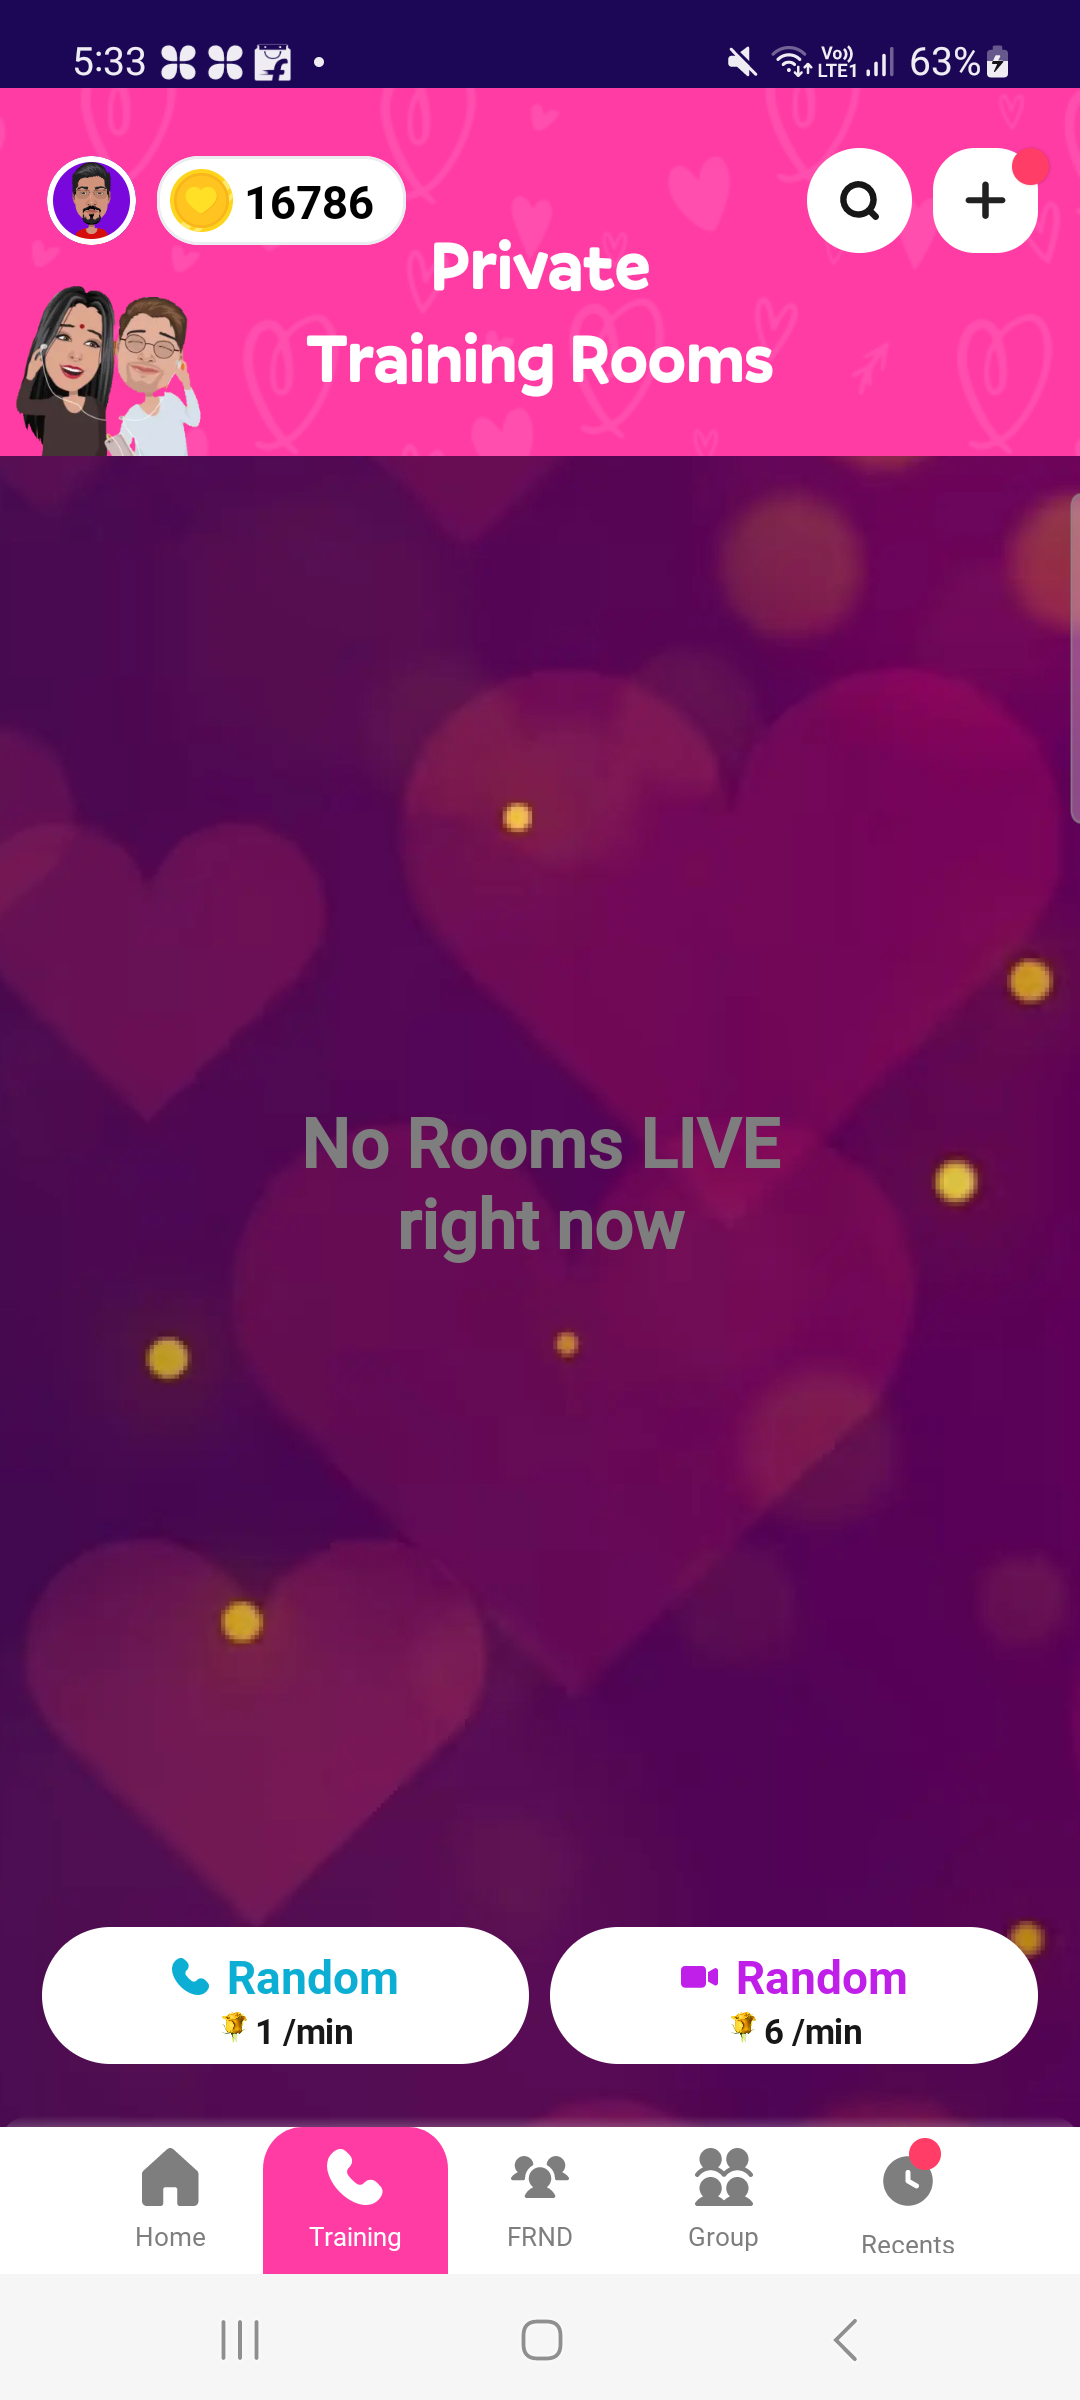 5:33
Vo))
LTE1
63%
16786
Private
Training Rooms
No Rooms LIVE
right now
Random
1 /min
Random
6 /min
Home
Training
FRND
Group
Recents